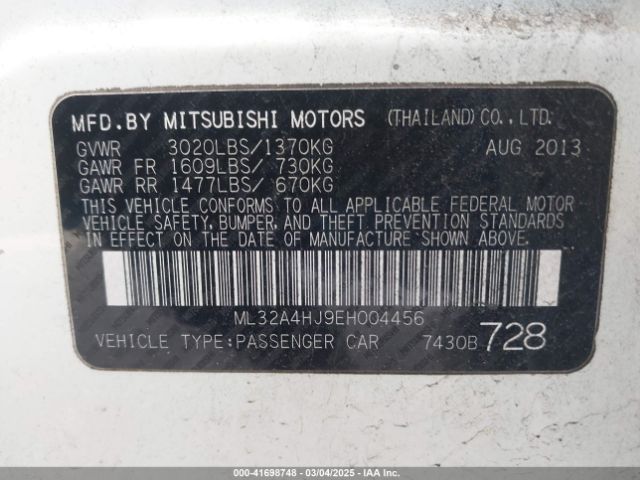 MFD.BY MITSUBISHI MOTORS (THAILAND)CO.,LTD.
GVWR 3020LBS/1370KG AUG 2013
GAWR FR 1609LBS/ 730KG
GAWR RR 1477LBS/ 670KG
THIS VEHICLE CONFORMS TO ALL APPLICABLE FEDERAL MOTOR
VEHICLE SAFETY, BUMPER, AND THEFT PREVENTION STANDARDS
IN EFFECT ON THE DATE OF MANUFACTURE SHOWN ABOVE.
ML32A4HJ9EH004456
VEHICLE TYPE:PASSENGER CAR 7430B 728
000-41698748 - 03/04/2025 - IAA Inc.